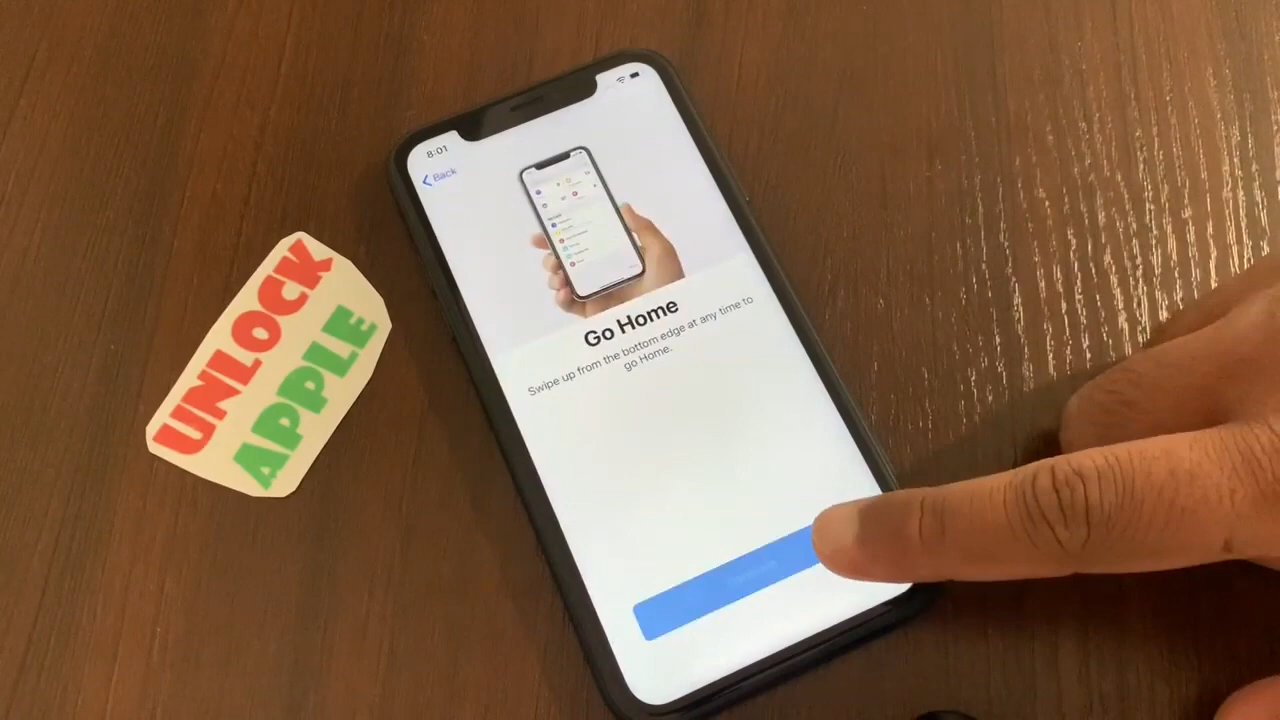 UNLOCK
APPLE
8:01
Back
Go Home
Swipe up from the bottom edge at any time to
go Home.